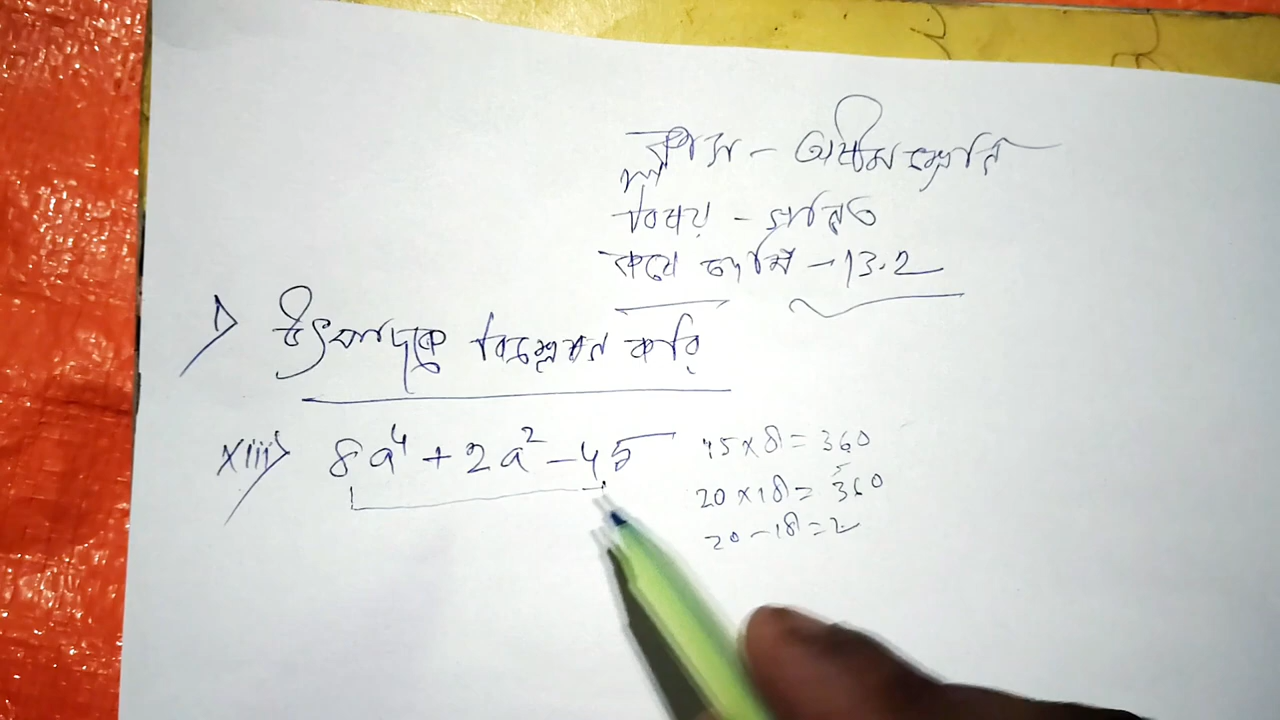 ক্লাস - অষ্টম শ্রেণি
বিষয় - গণিত
কষে দেখি - 13.2
1) উৎপাদকে বিশ্লেষণ করি
xiii) 8a⁴ + 2a² - 45
45 x 8 = 360
20 x 18 = 360
20 - 18 = 2